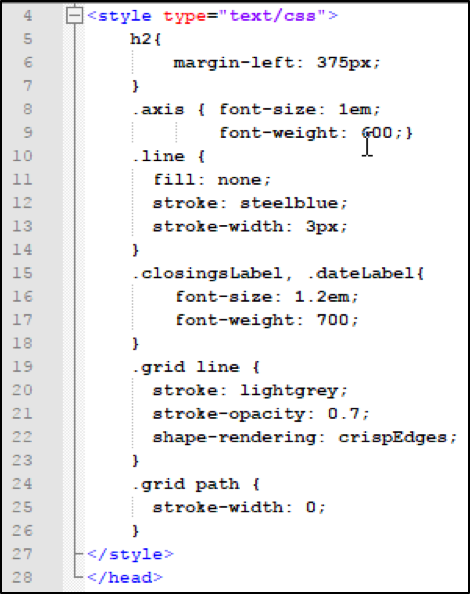 4 <style type="text/css">
5 h2{
6 margin-left: 375px;
7 }
8 .axis { font-size: 1em;
9 font-weight: 600;}
10 .line {
11 fill: none;
12 stroke: steelblue;
13 stroke-width: 3px;
14 }
15 .closingsLabel, .dateLabel{
16 font-size: 1.2em;
17 font-weight: 700;
18 }
19 .grid line {
20 stroke: lightgrey;
21 stroke-opacity: 0.7;
22 shape-rendering: crispEdges;
23 }
24 .grid path {
25 stroke-width: 0;
26 }
27 </style>
28 </head>